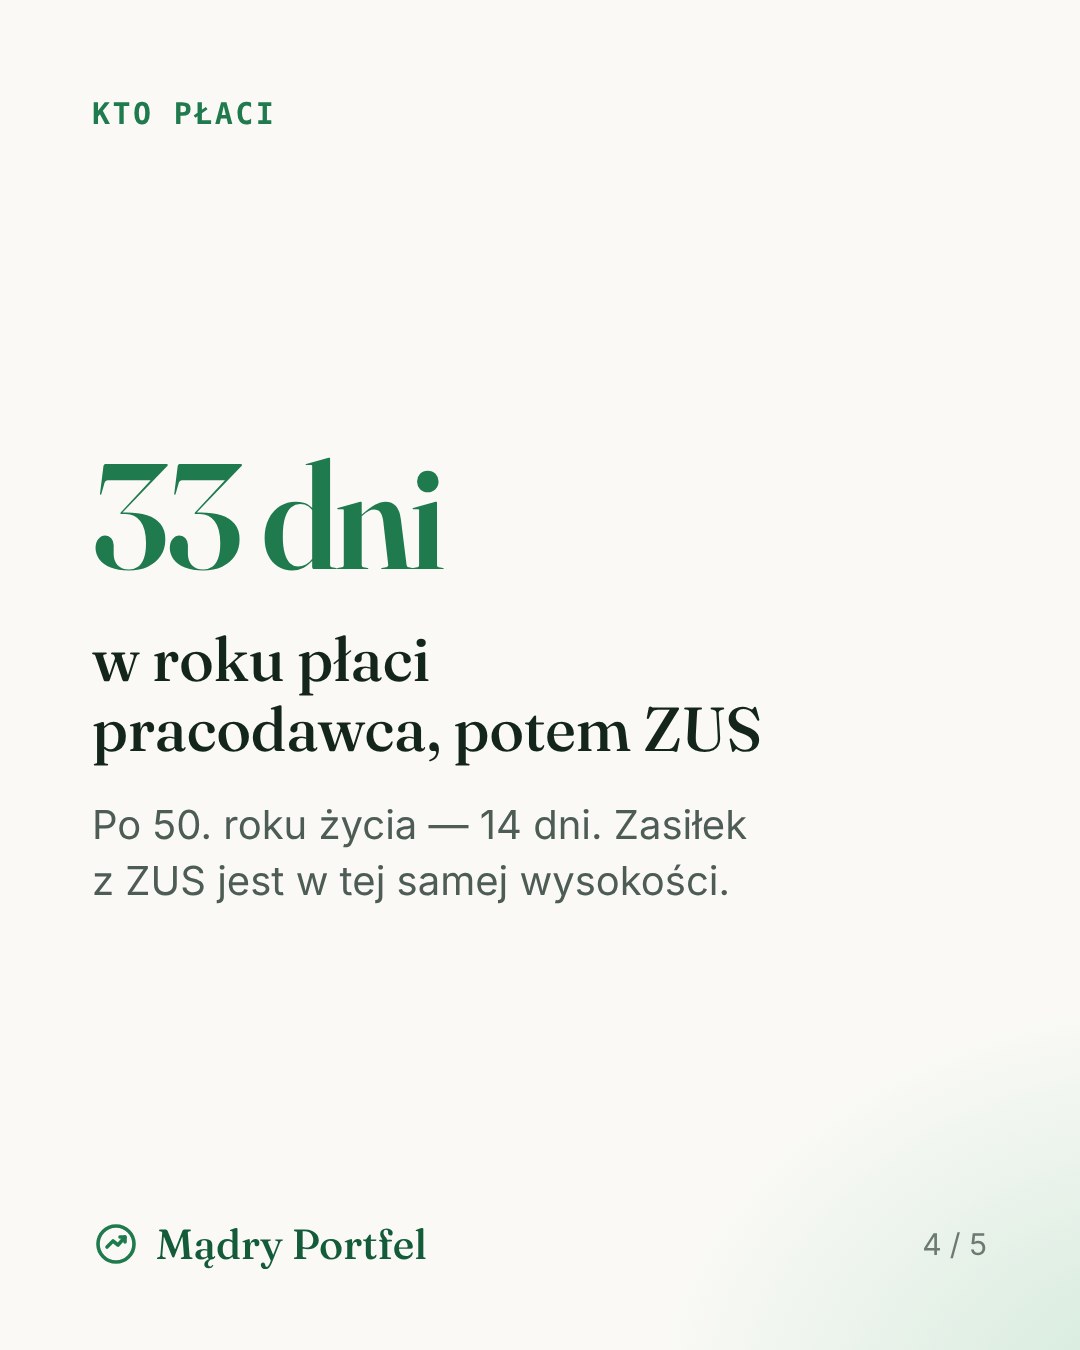 KTO PŁACI
33 dni
w roku płaci
pracodawca, potem ZUS
Po 50. roku życia — 14 dni. Zasiłek
z ZUS jest w tej samej wysokości.
Mądry Portfel
4 / 5